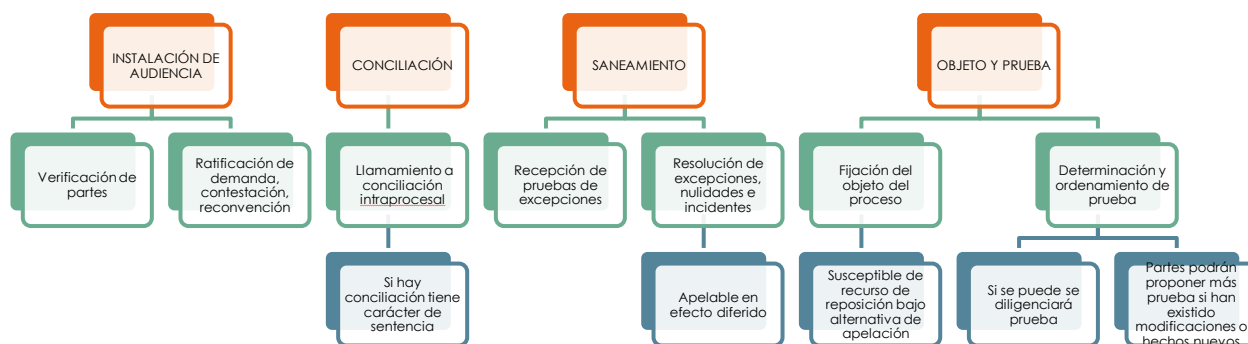 INSTALACIÓN DE
AUDIENCIA
CONCILIACIÓN
SANEAMIENTO
OBJETO Y PRUEBA
Verificación de
partes
Ratificación de
demanda,
contestación,
reconvención
Llamamiento a
conciliación
intraprocesal
Recepción de
pruebas de
excepciones
Resolución de
excepciones,
nulidades e
incidentes
Fijación del
objeto del
proceso
Determinación y
ordenamiento de
prueba
Si hay
conciliación tiene
carácter de
sentencia
Apelable en
efecto diferido
Susceptible de
recurso de
reposición bajo
alternativa de
apelación
Si se puede se
diligenciará
prueba
Partes podrán
proponer más
prueba si han
existido
modificaciones o
hechos nuevos